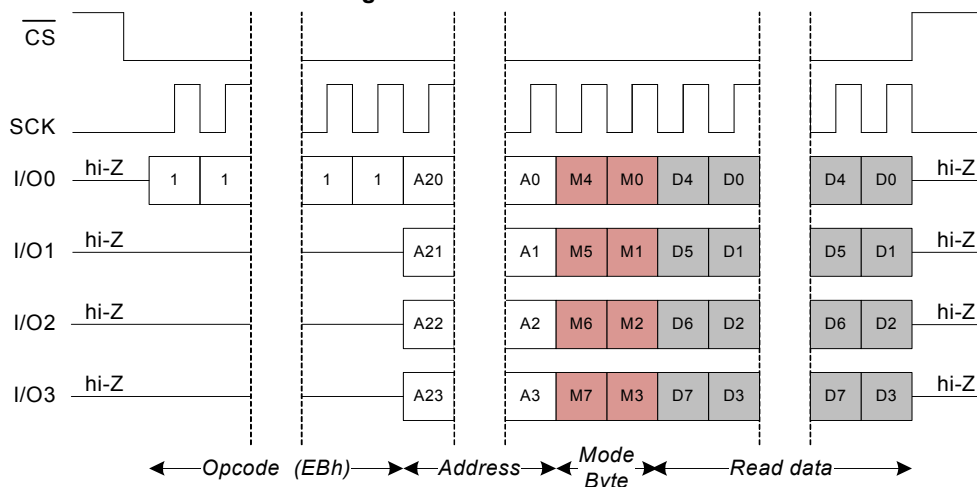 CS
SCK
I/O0 hi-Z 1 1 1 1 A20 A0 M4 M0 D4 D0 D4 D0 hi-Z
I/O1 hi-Z A21 A1 M5 M1 D5 D1 D5 D1 hi-Z
I/O2 hi-Z A22 A2 M6 M2 D6 D2 D6 D2 hi-Z
I/O3 hi-Z A23 A3 M7 M3 D7 D3 D7 D3 hi-Z
Opcode (EBh) Address Mode Byte Read data